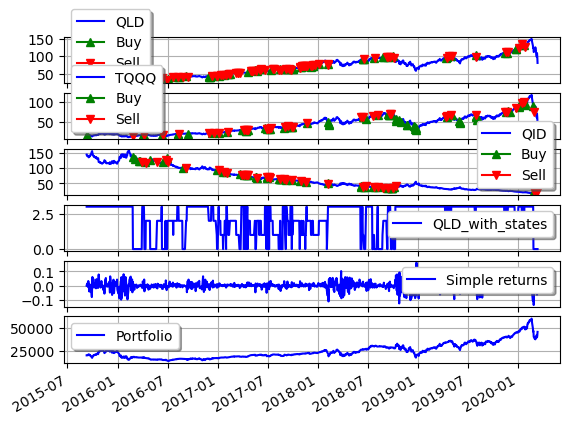 QLD
Buy
Sell
150
100
50
TQQQ
Buy
Sell
100
50
QID
Buy
Sell
150
100
50
QLD_with_states
2.5
0.0
Simple returns
0.1
0.0
−0.1
Portfolio
50000
25000
2015-07
2016-01
2016-07
2017-01
2017-07
2018-01
2018-07
2019-01
2019-07
2020-01